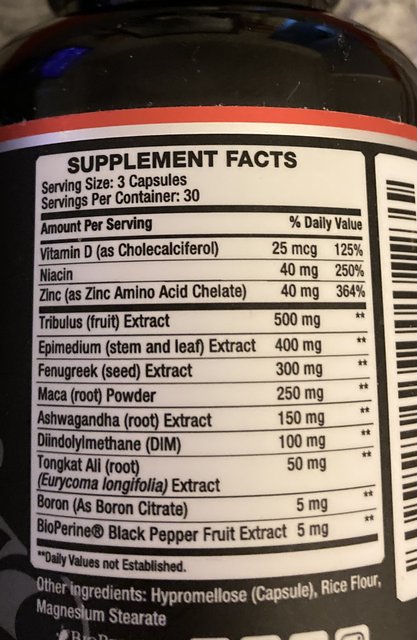 SUPPLEMENT FACTS
Serving Size: 3 Capsules
Servings Per Container: 30
Amount Per Serving % Daily Value
Vitamin D (as Cholecalciferol) 25 mcg 125%
Niacin 40 mg 250%
Zinc (as Zinc Amino Acid Chelate) 40 mg 364%
Tribulus (fruit) Extract 500 mg **
Epimedium (stem and leaf) Extract 400 mg **
Fenugreek (seed) Extract 300 mg **
Maca (root) Powder 250 mg **
Ashwagandha (root) Extract 150 mg **
Diindolylmethane (DIM) 100 mg **
Tongkat Ali (root) 50 mg **
(Eurycoma longifolia) Extract
Boron (As Boron Citrate) 5 mg **
BioPerine® Black Pepper Fruit Extract 5 mg **
**Daily Values not Established.
Other ingredients: Hypromellose (Capsule), Rice Flour,
Magnesium Stearate